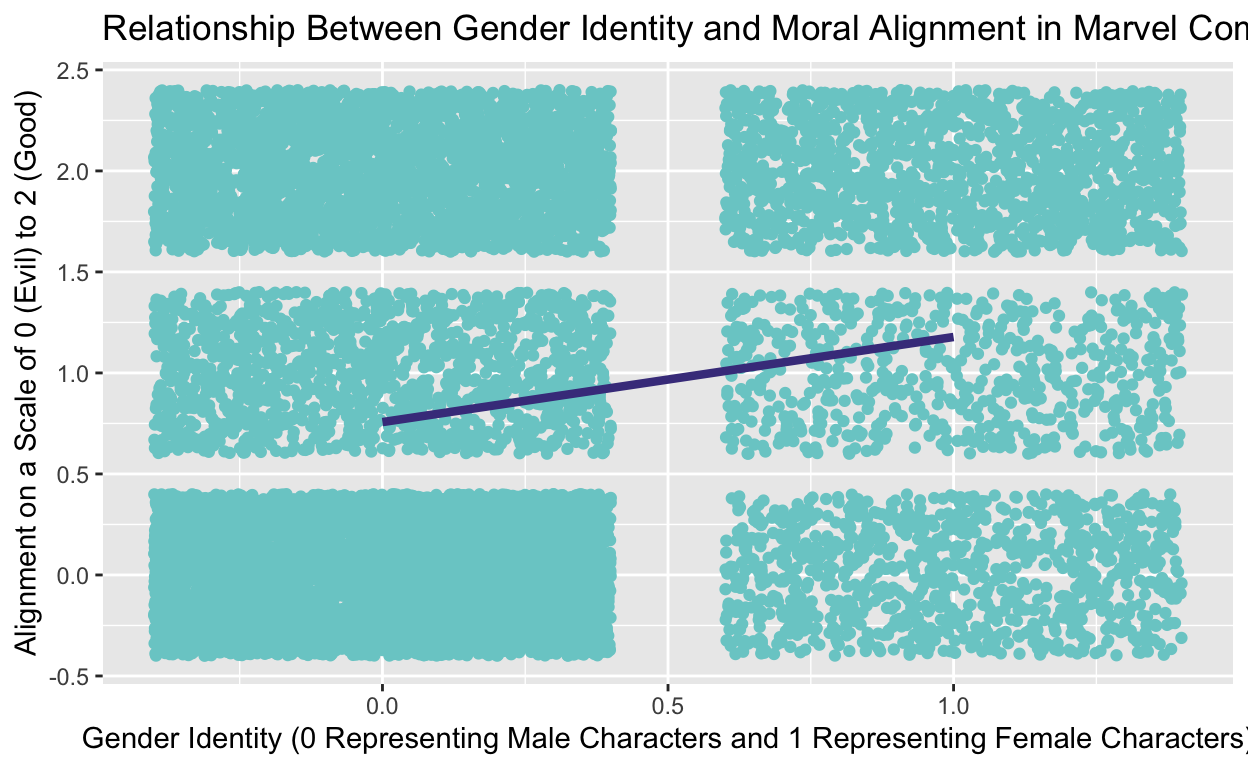 Relationship Between Gender Identity and Moral Alignment in Marvel
Alignment on a Scale of 0 (Evil) to 2 (Good)
2.5
2.0
1.5
1.0
0.5
0.0
-0.5
0.0 0.5 1.0
Gender Identity (0 Representing Male Characters and 1 Representing Female Characters)